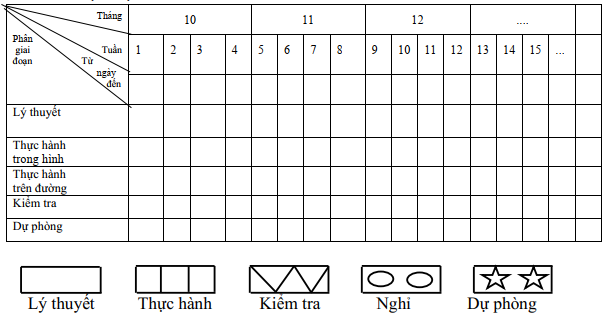 Tháng
10 11 12 ....
Phân
giai
đoạn
Tuần
Từ
ngày
đến
1 2 3 4 5 6 7 8 9 10 11 12 13 14 15 ...
Lý thuyết
Thực hành
trong hình
Thực hành
trên đường
Kiểm tra
Dự phòng
Lý thuyết Thực hành Kiểm tra Nghỉ Dự phòng